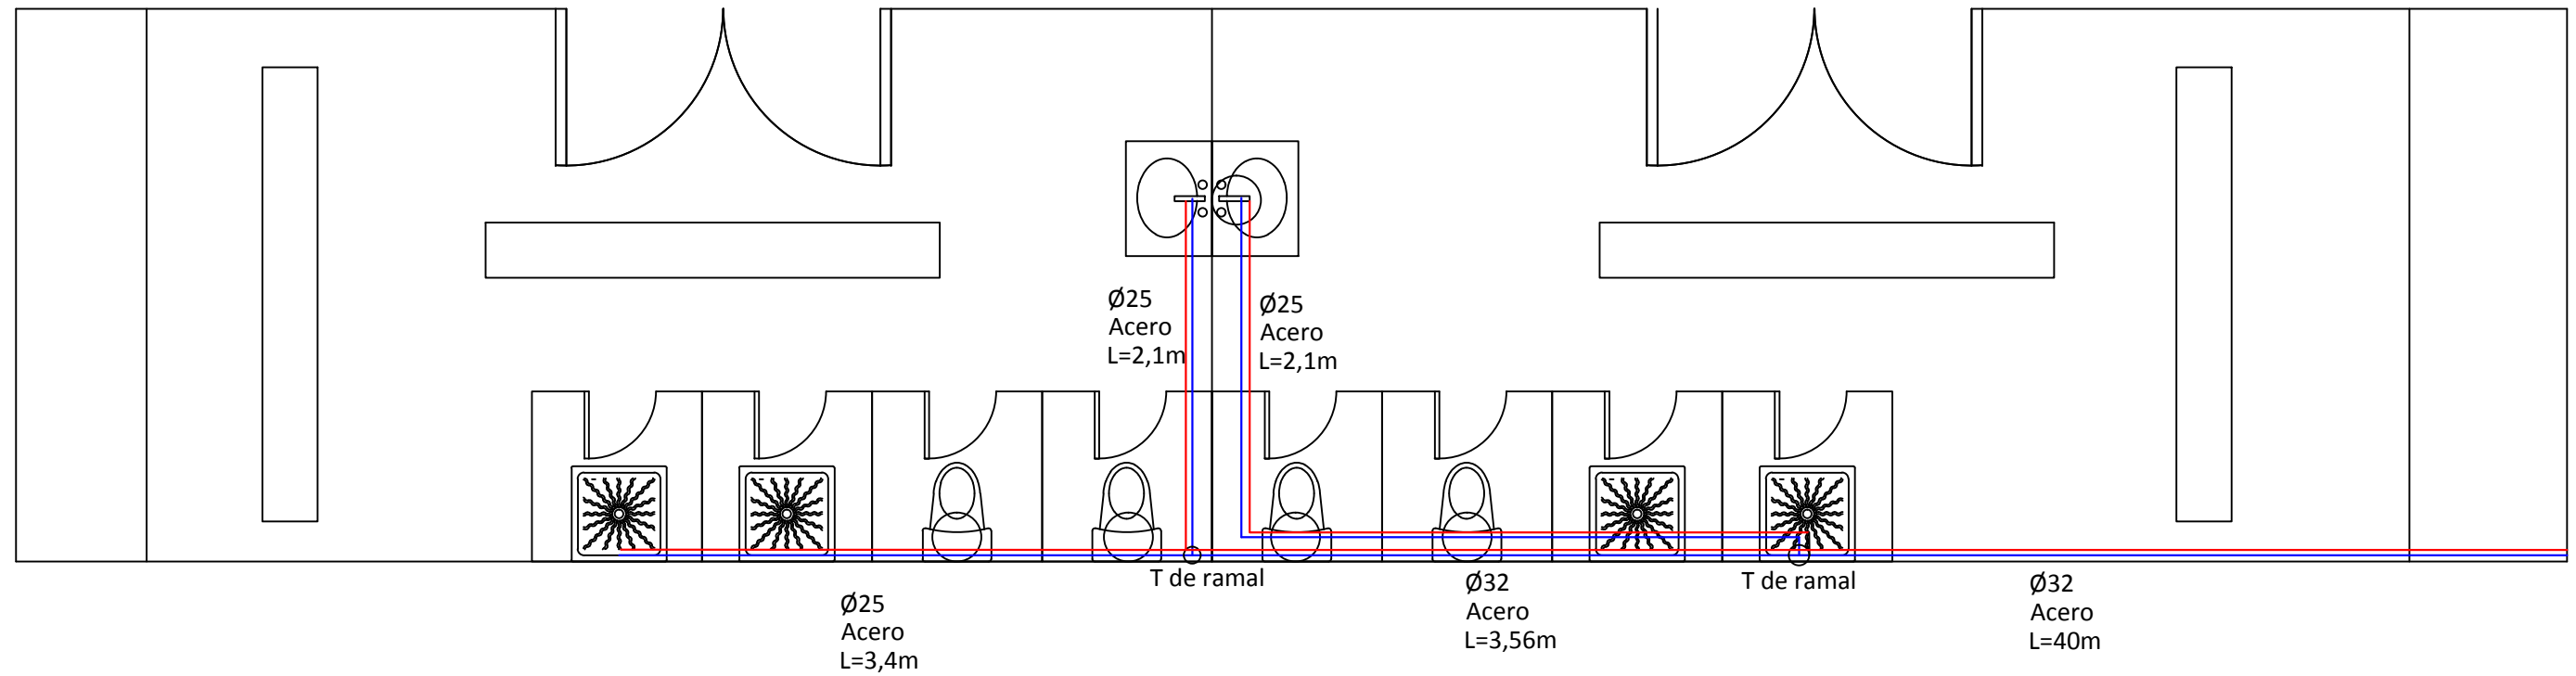 Ø25
Acero
L=2,1m
Ø25
Acero
L=2,1m
T de ramal
T de ramal
Ø25
Acero
L=3,4m
Ø32
Acero
L=3,56m
Ø32
Acero
L=40m